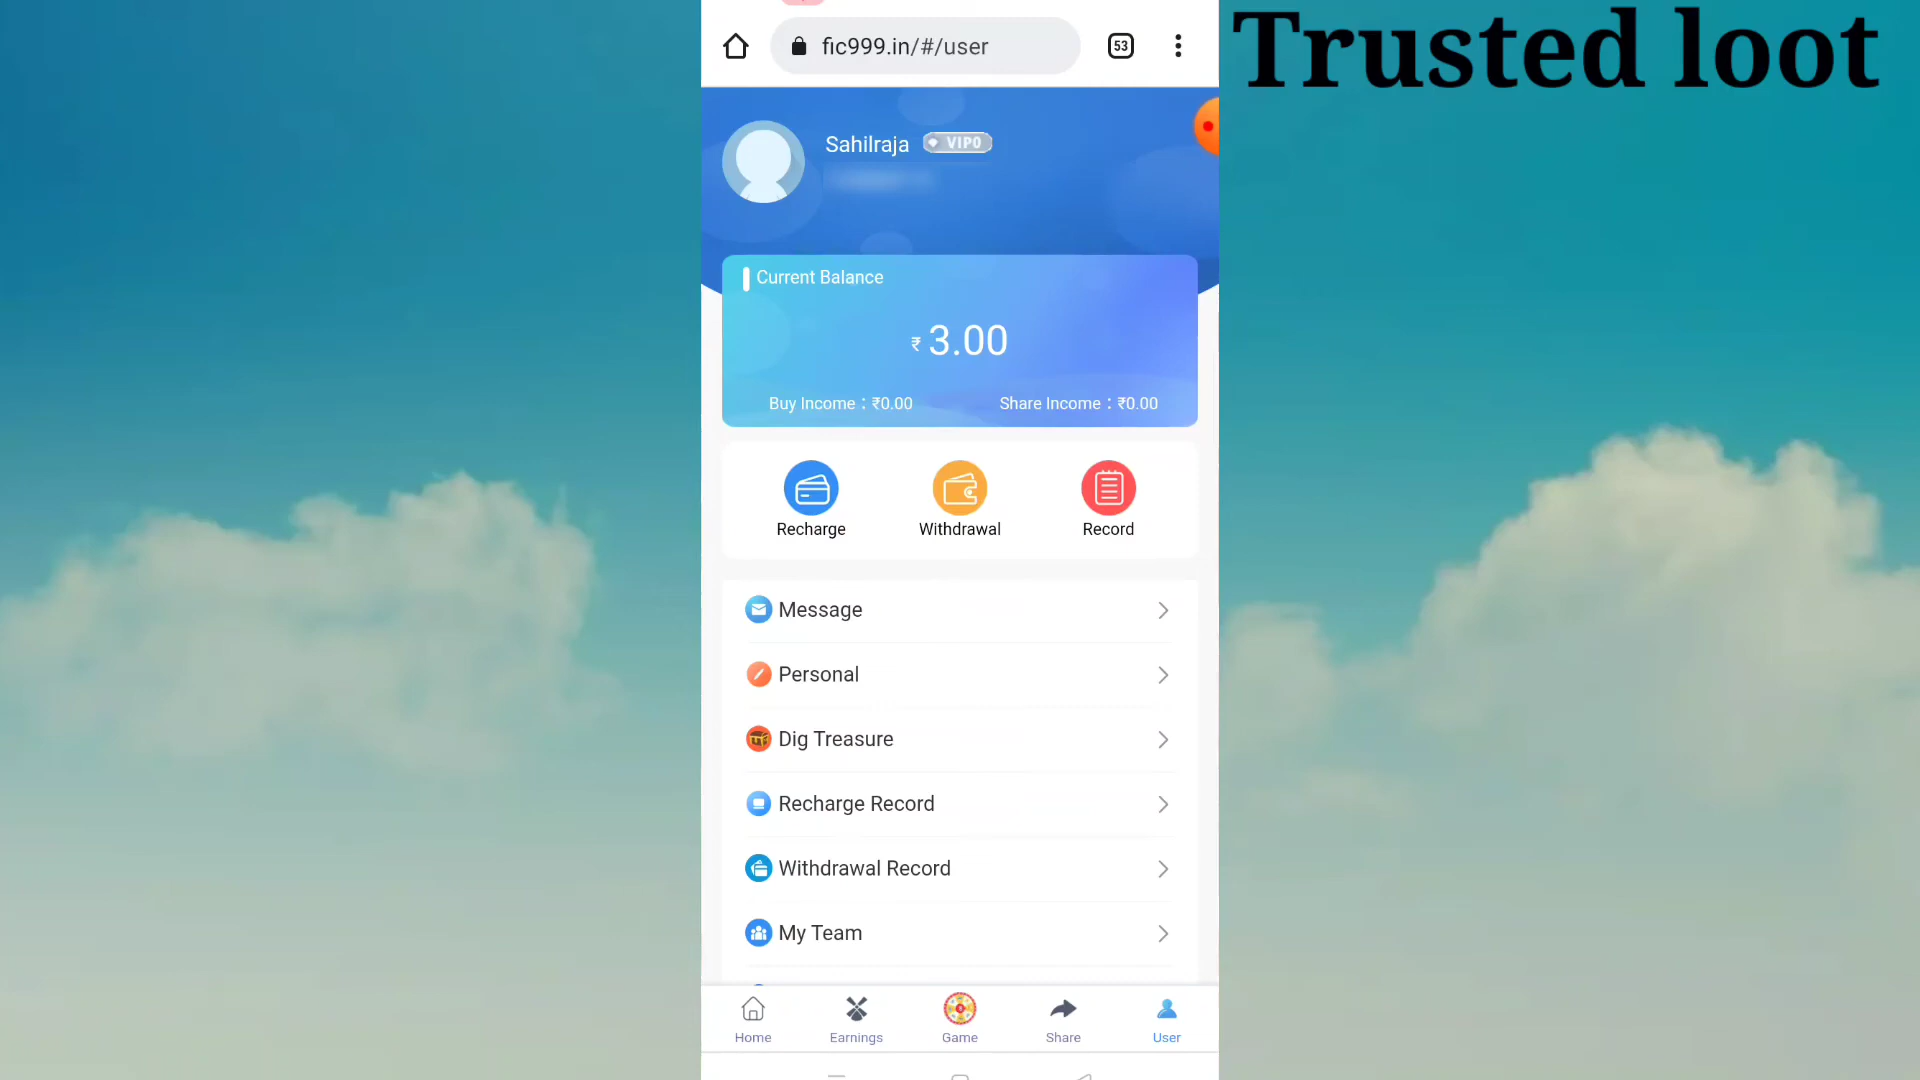 fic999.in/#/user
53
Trusted loot
Sahilraja
VIP0
Current Balance
₹ 3.00
Buy Income : ₹0.00
Share Income : ₹0.00
Recharge
Withdrawal
Record
Message
Personal
Dig Treasure
Recharge Record
Withdrawal Record
My Team
Home
Earnings
Game
Share
User